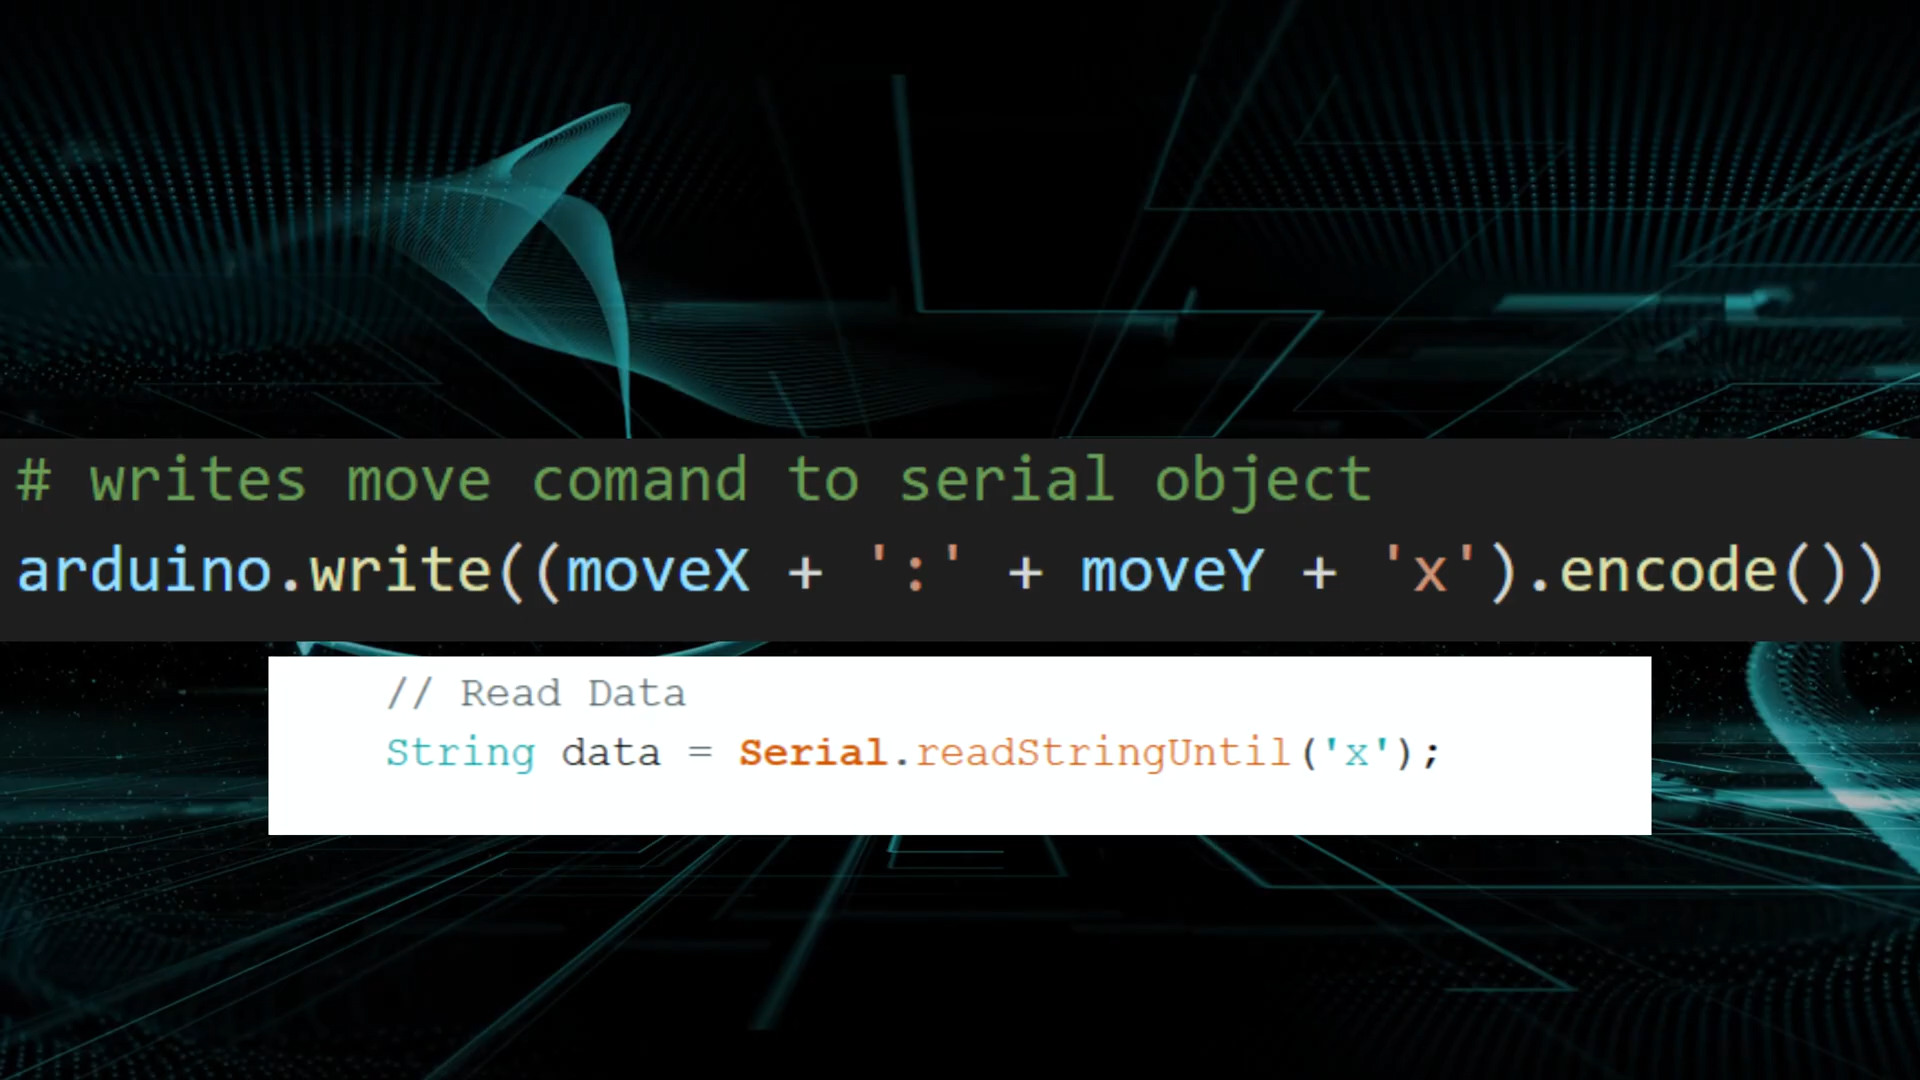 # writes move comand to serial object
arduino.write((moveX + ':' + moveY + 'x').encode())
// Read Data
String data = Serial.readStringUntil('x');